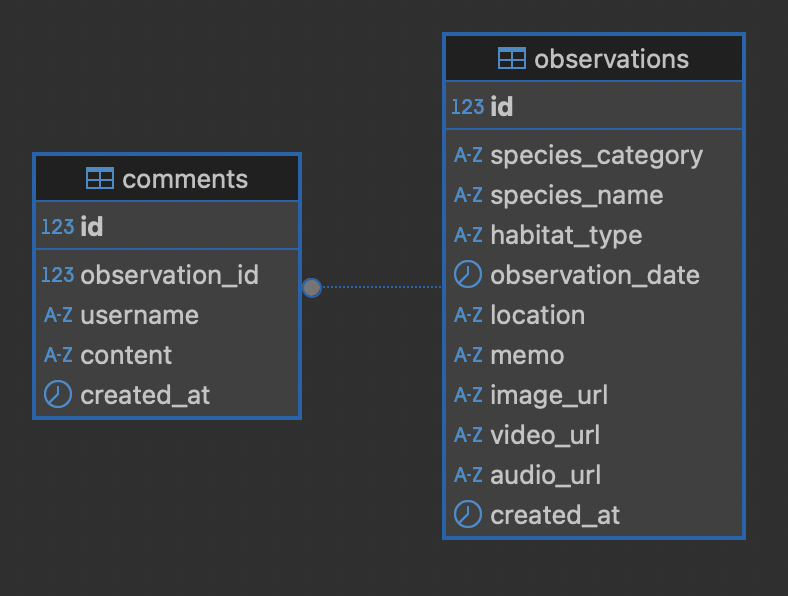 comments
123 id
123 observation_id
A-Z username
A-Z content
created_at
observations
123 id
A-Z species_category
A-Z species_name
A-Z habitat_type
observation_date
A-Z location
A-Z memo
A-Z image_url
A-Z video_url
A-Z audio_url
created_at